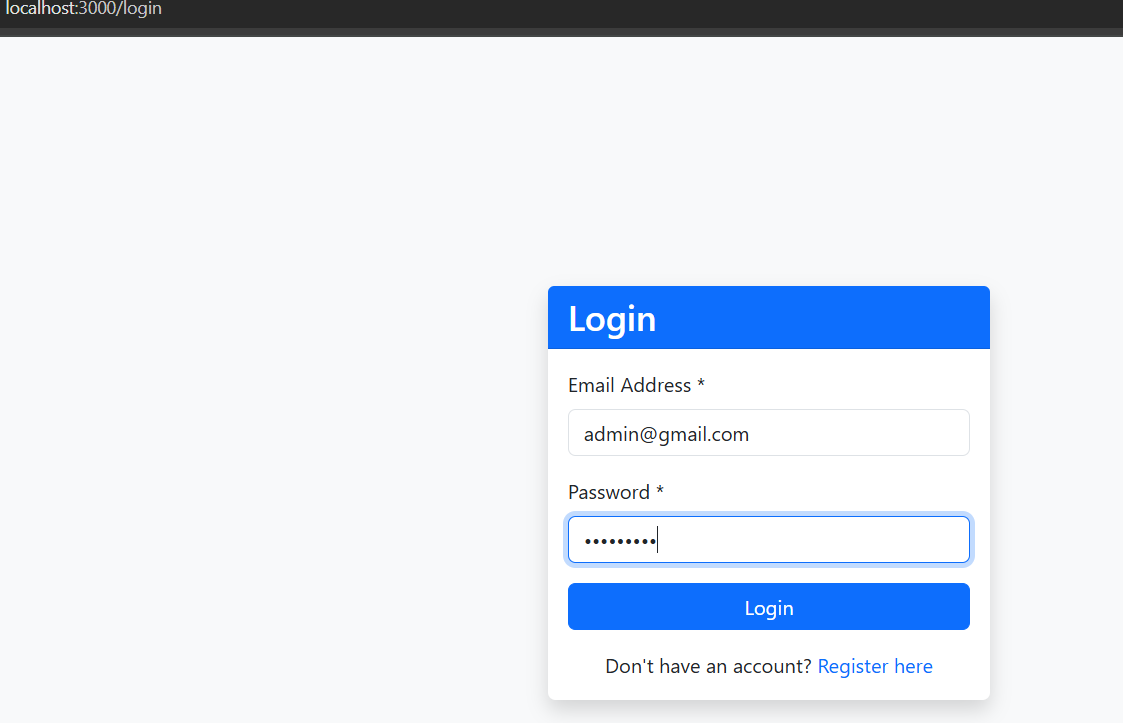 localhost:3000/login
Login
Email Address *
admin@gmail.com
Password *
•••••••••
Login
Don't have an account? Register here